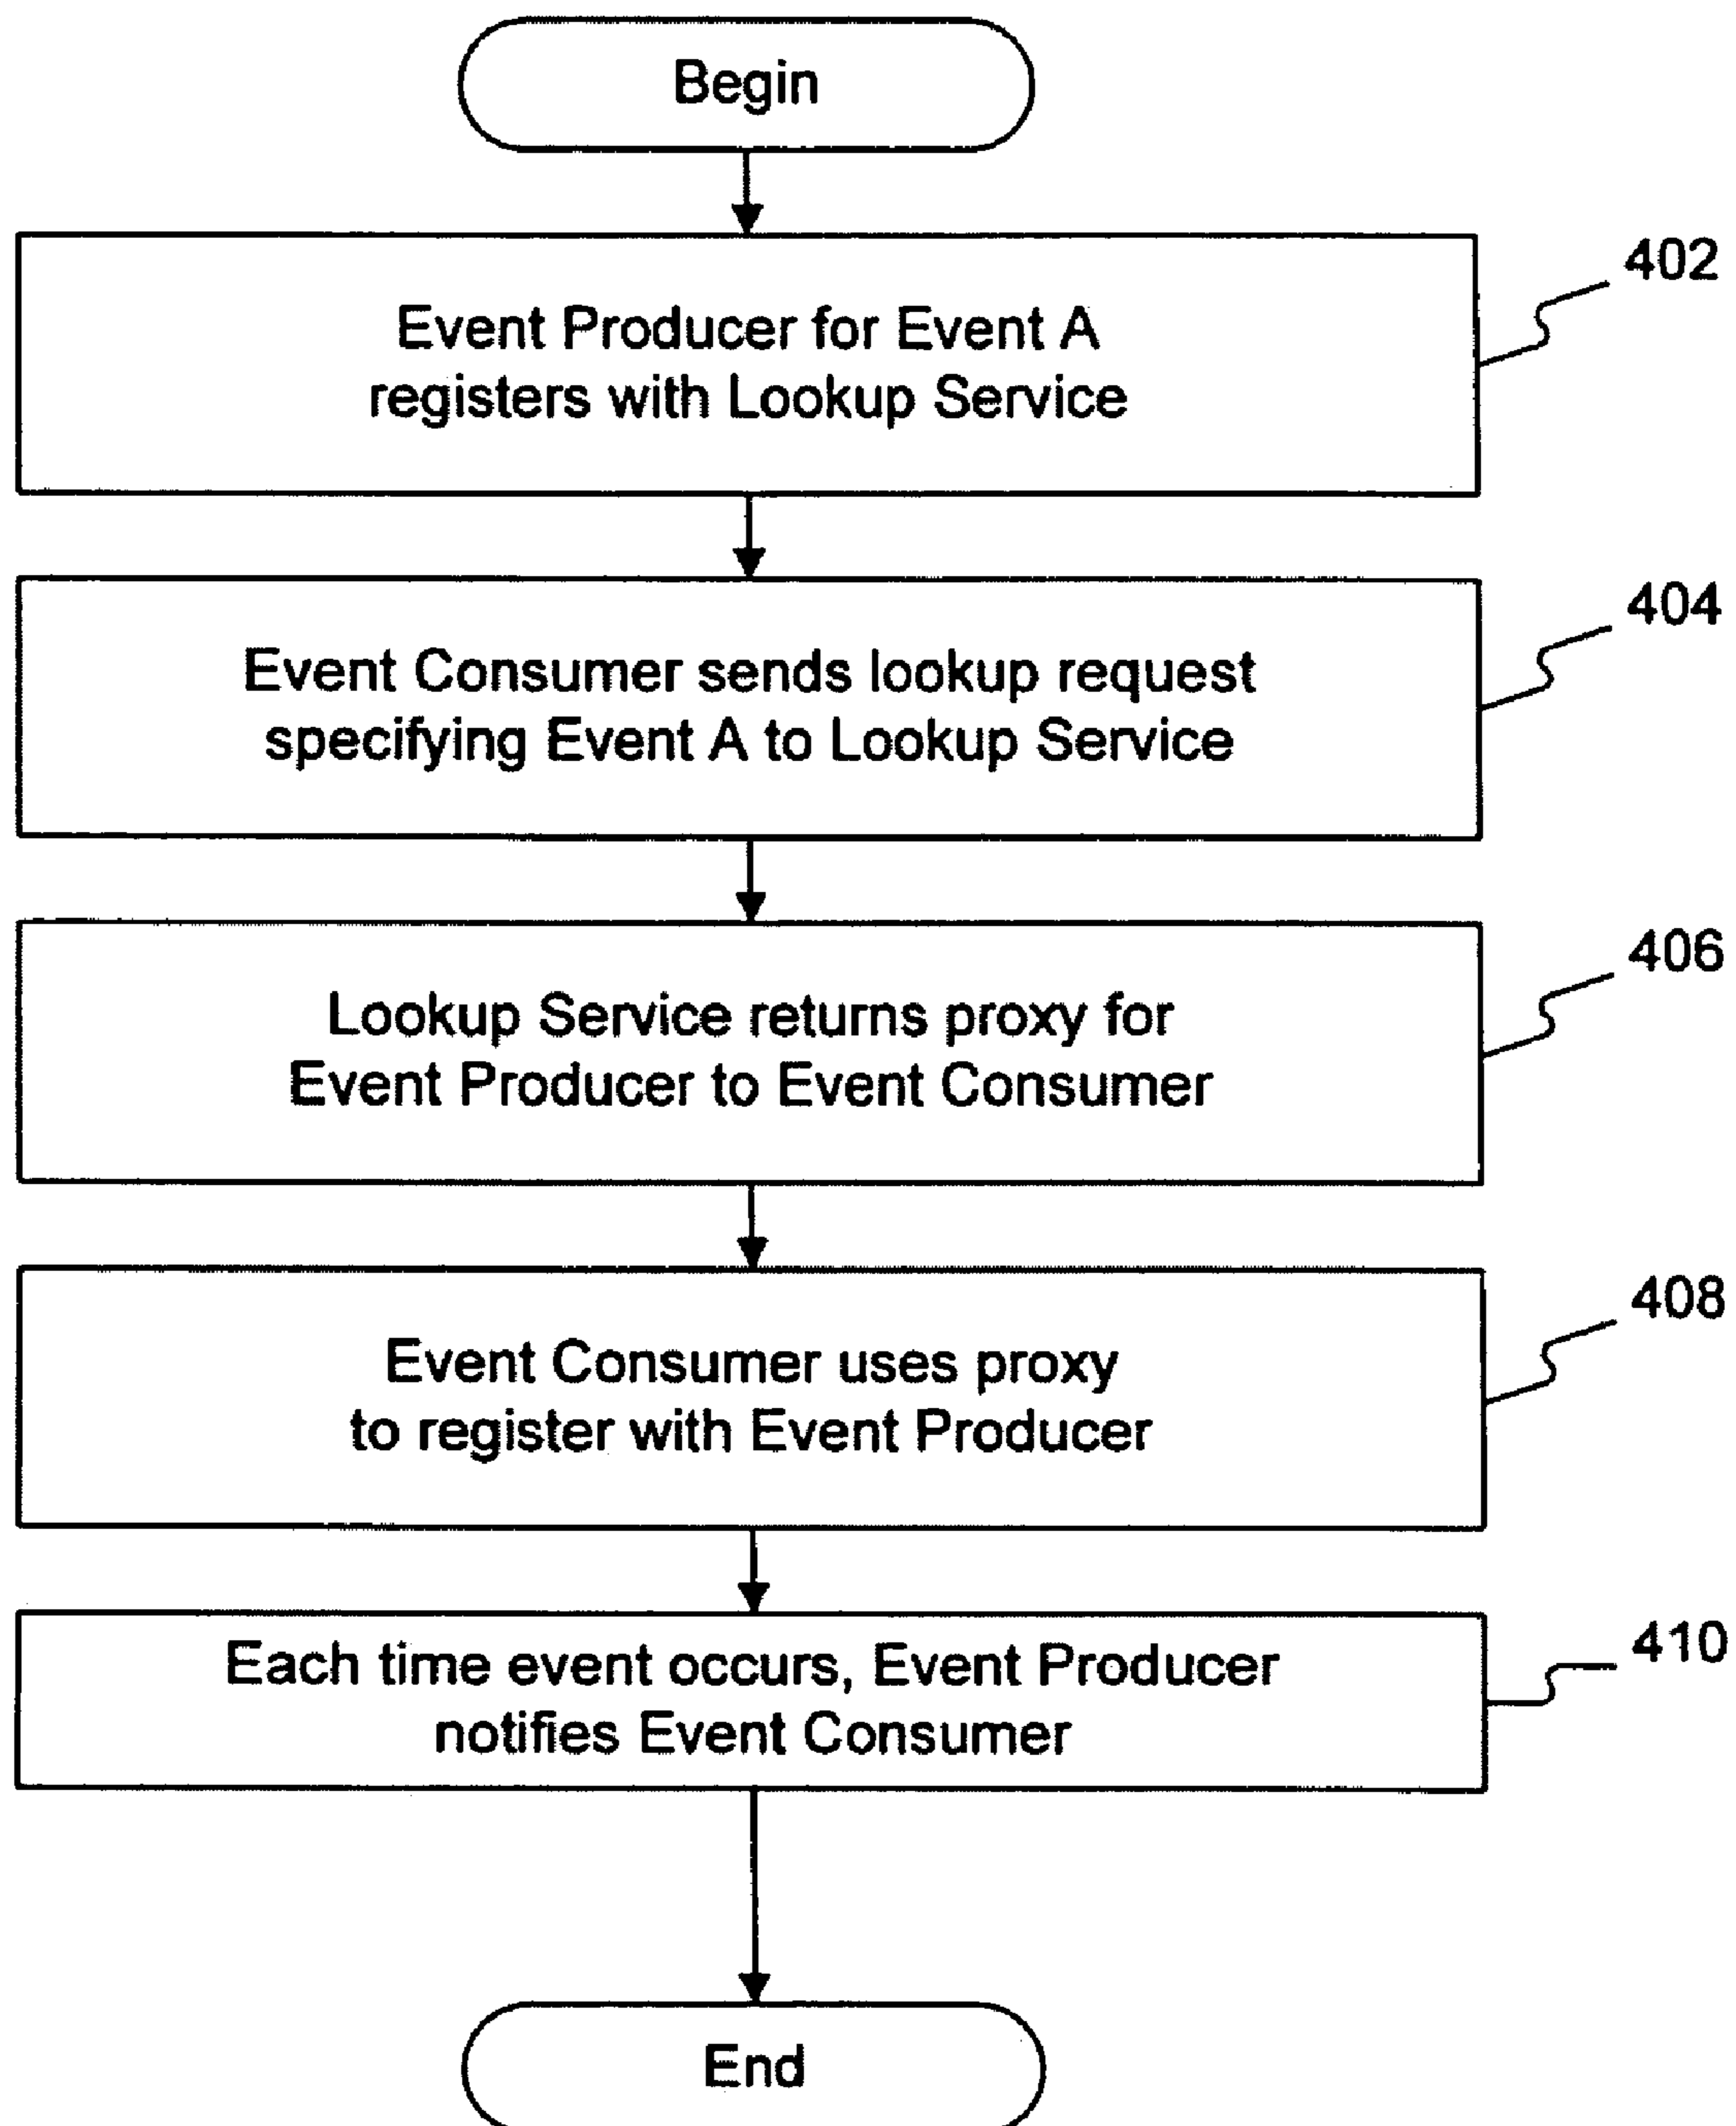 Begin
Event Producer for Event A
registers with Lookup Service
402
Event Consumer sends lookup request
specifying Event A to Lookup Service
404
Lookup Service returns proxy for
Event Producer to Event Consumer
406
Event Consumer uses proxy
to register with Event Producer
408
Each time event occurs, Event Producer
notifies Event Consumer
410
End